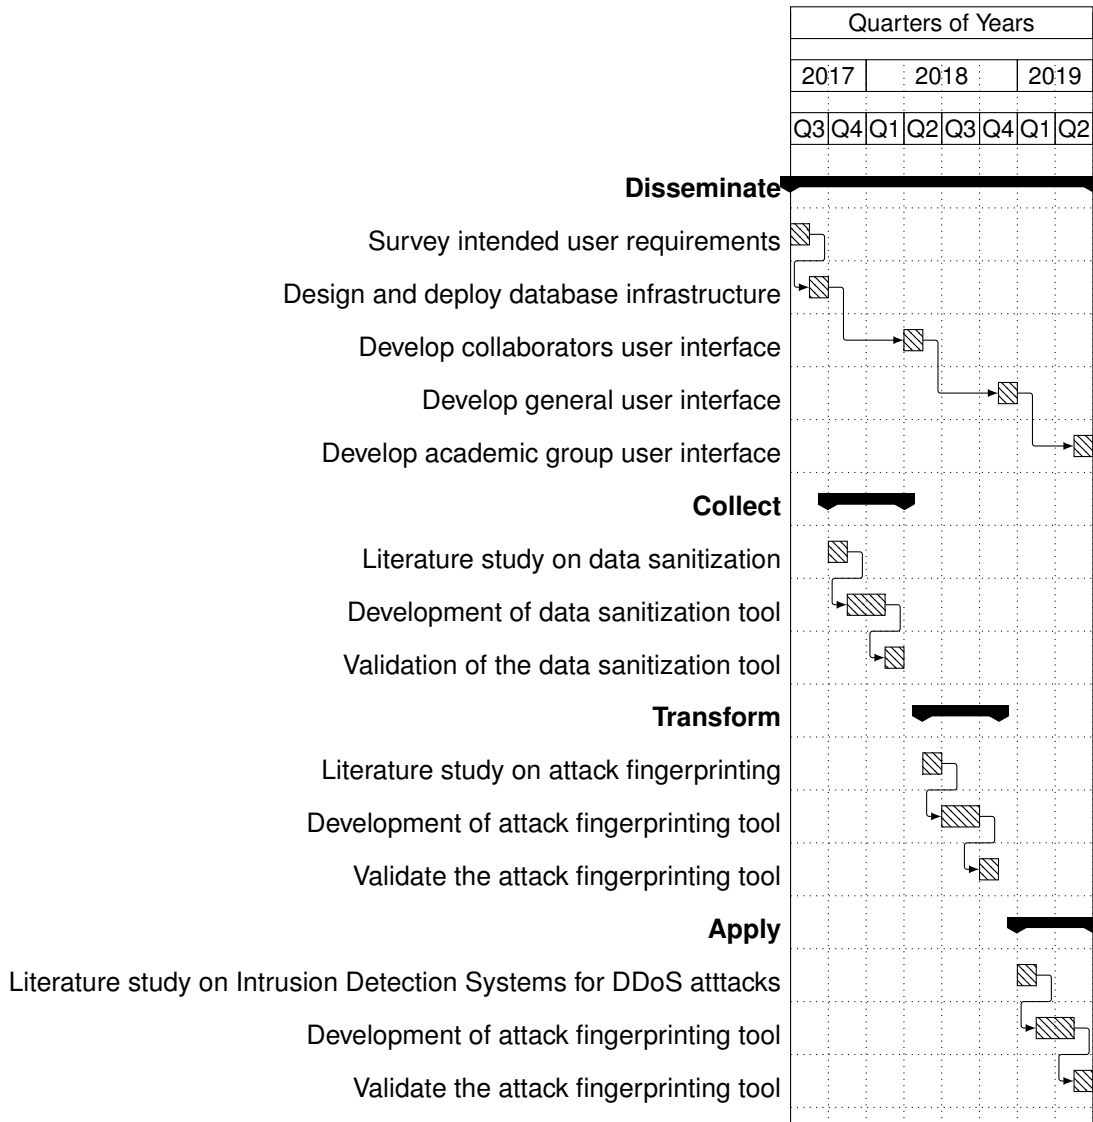 Quarters of Years
2017 2018 2019
Q3 Q4 Q1 Q2 Q3 Q4 Q1 Q2
Disseminate
Survey intended user requirements
Design and deploy database infrastructure
Develop collaborators user interface
Develop general user interface
Develop academic group user interface
Collect
Literature study on data sanitization
Development of data sanitization tool
Validation of the data sanitization tool
Transform
Literature study on attack fingerprinting
Development of attack fingerprinting tool
Validate the attack fingerprinting tool
Apply
Literature study on Intrusion Detection Systems for DDoS atttacks
Development of attack fingerprinting tool
Validate the attack fingerprinting tool